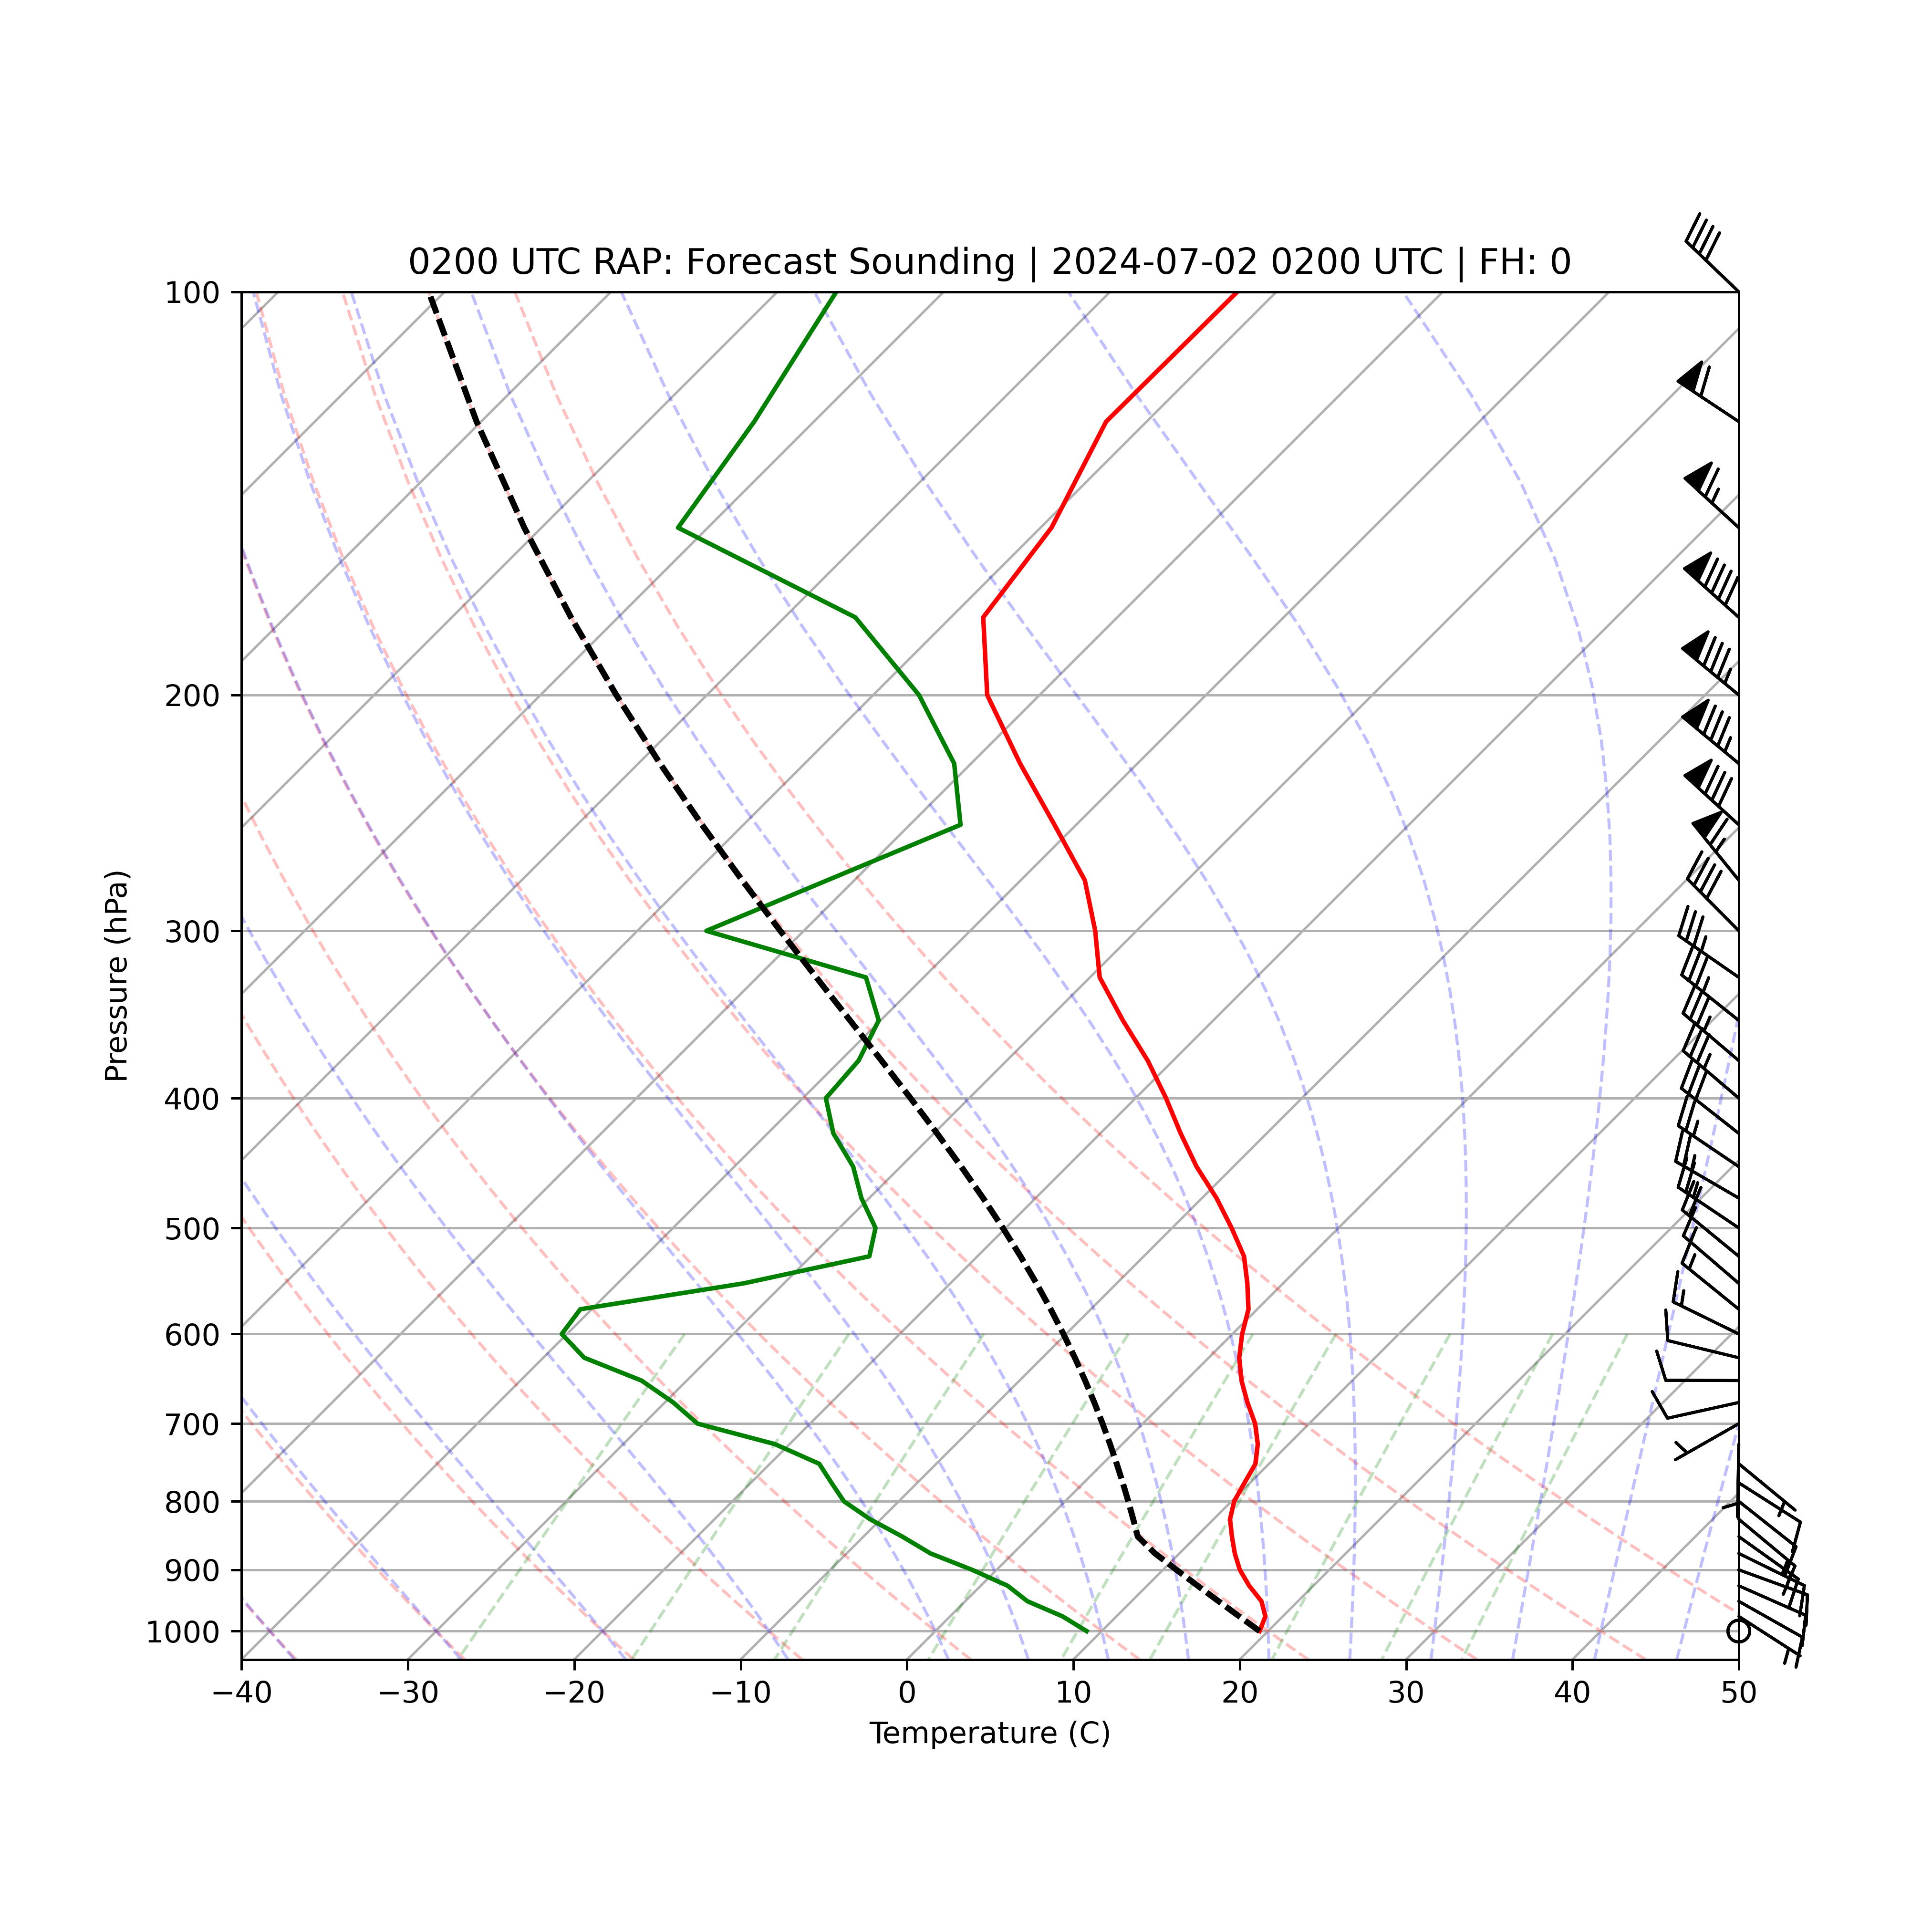 0200 UTC RAP: Forecast Sounding | 2024-07-02 0200 UTC | FH: 0
100
200
300
400
500
600
700
800
900
1000
Pressure (hPa)
−40 −30 −20 −10 0 10 20 30 40 50
Temperature (C)